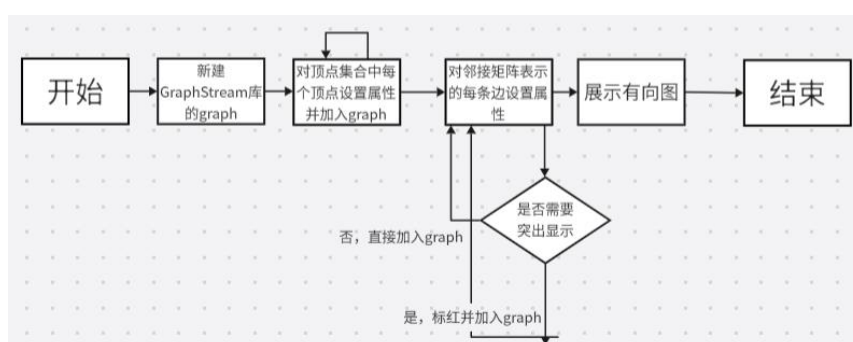 开始
新建
GraphStream库
的graph
对顶点集合中每
个顶点设置属性
并加入graph
对邻接矩阵表示
的每条边设置属
性
展示有向图
结束
是否需要
突出显示
否，直接加入graph
是，标红并加入graph